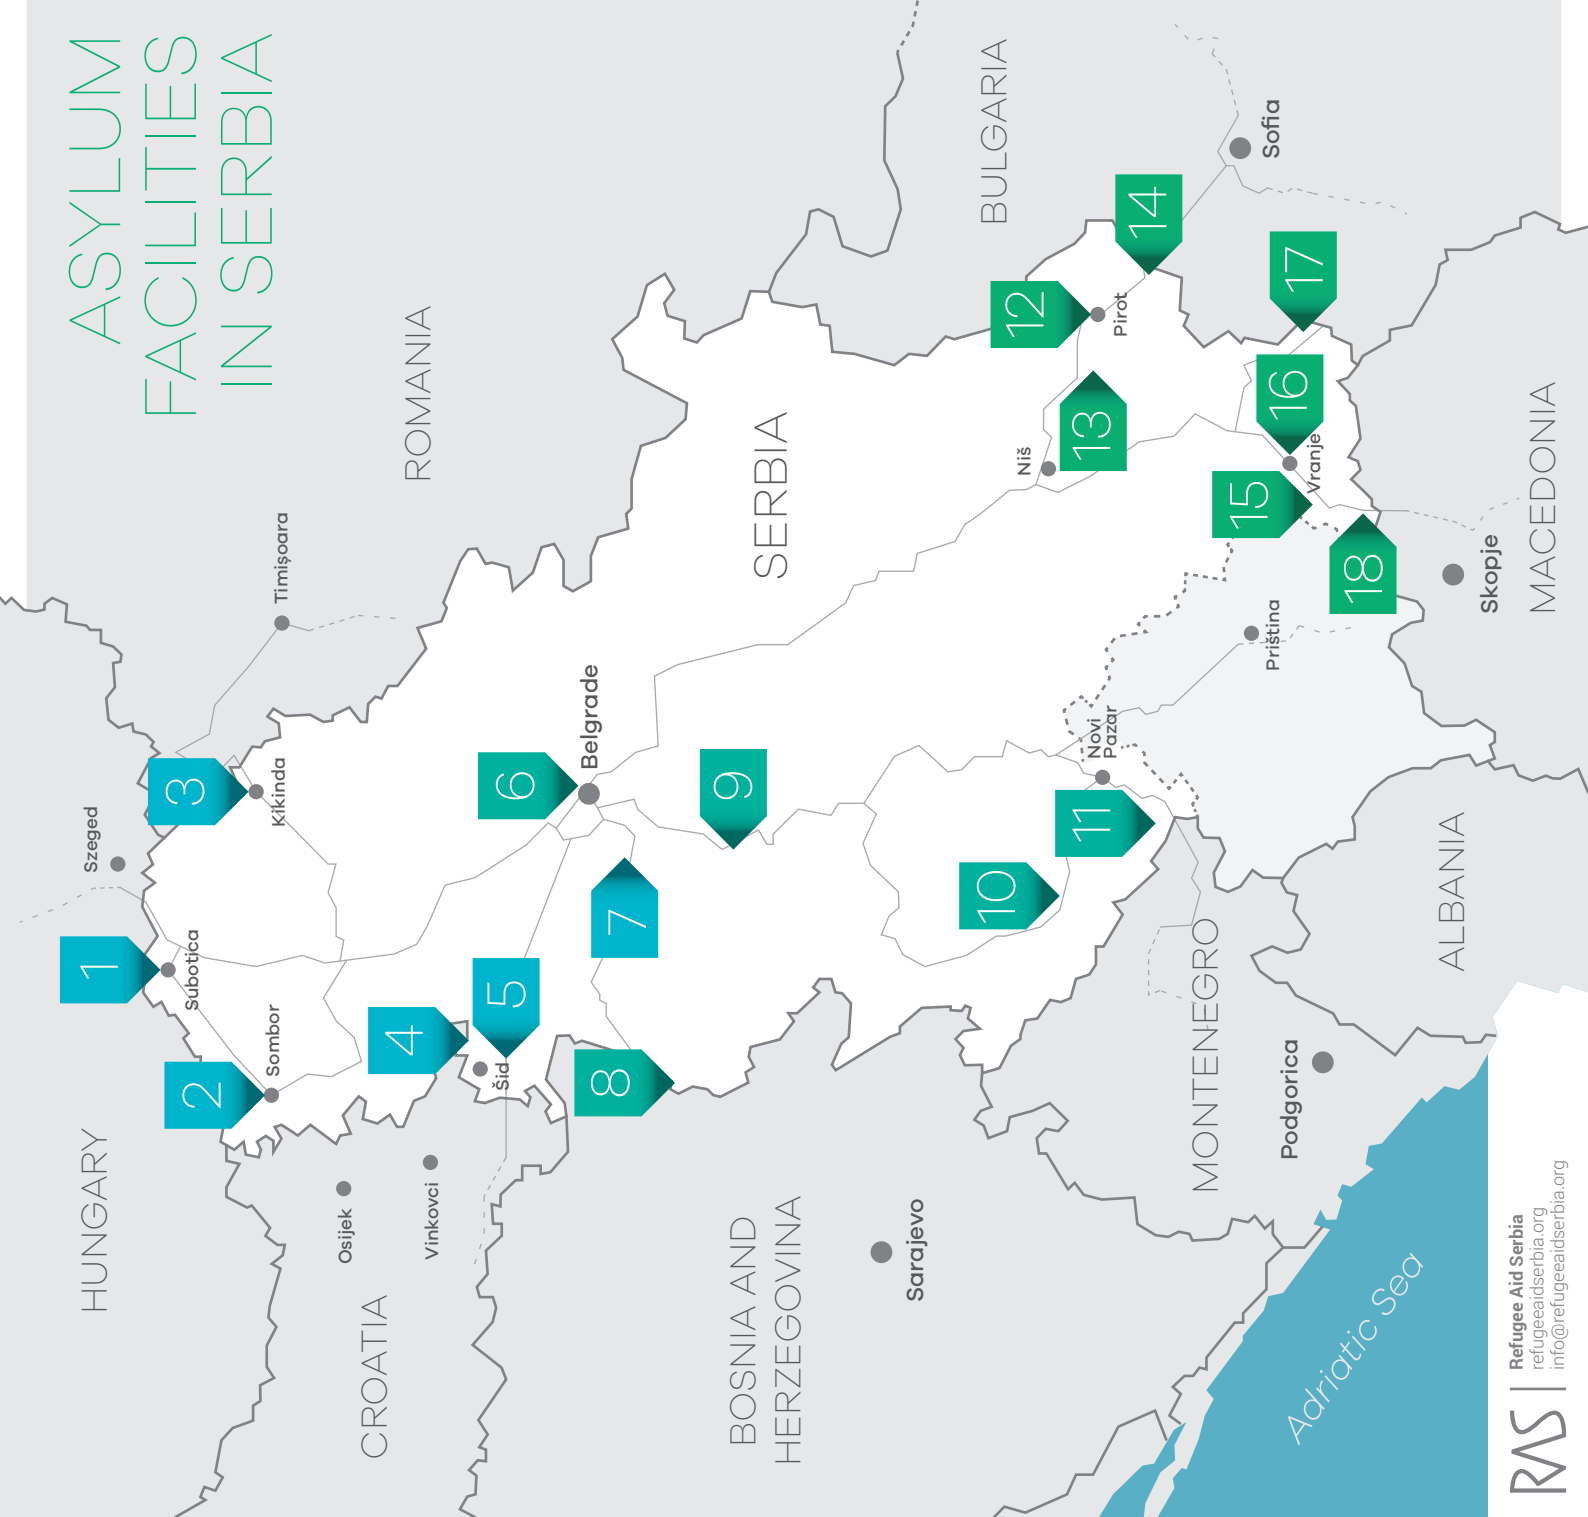 ASYLUM
FACILITIES
IN SERBIA
HUNGARY
Szeged
Timișoara
ROMANIA
BULGARIA
Sofia
CROATIA
Osijek
Vinkovci
SERBIA
Subotica
Sombor
Kikinda
Šid
Belgrade
Niš
Pirot
Vranje
Novi
Pazar
Priština
BOSNIA AND
HERZEGOVINA
Sarajevo
MONTENEGRO
Podgorica
ALBANIA
MACEDONIA
Skopje
Adriatic Sea
1
2
3
4
5
6
7
8
9
10
11
12
13
14
15
16
17
18
RAS
Refugee Aid Serbia
refugeeaidserbia.org
info@refugeeaidserbia.org